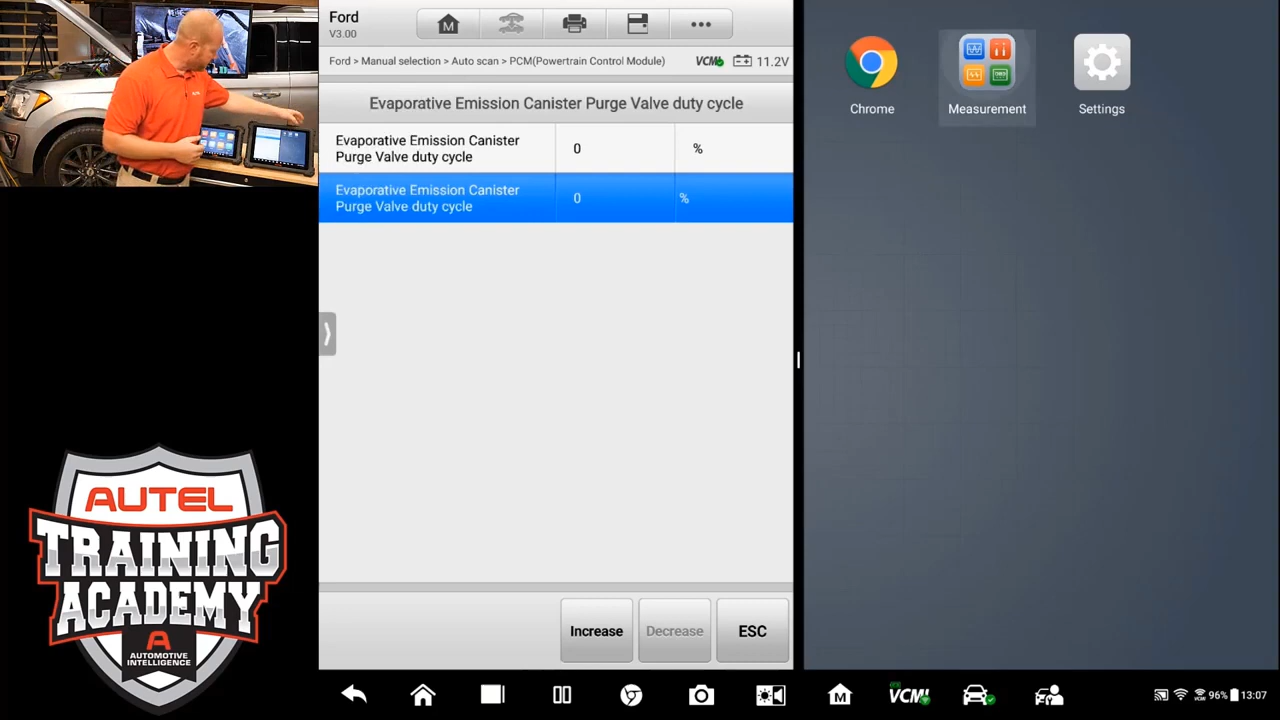 Ford
V3.00
M
Ford > Manual selection > Auto scan > PCM(Powertrain Control Module)
VCM
11.2V
Evaporative Emission Canister Purge Valve duty cycle
Evaporative Emission Canister
Purge Valve duty cycle
0
%
Evaporative Emission Canister
Purge Valve duty cycle
0
%
Increase
Decrease
ESC
Chrome
Measurement
Settings
AUTEL
TRAINING
ACADEMY
A
AUTOMOTIVE
INTELLIGENCE
M
VCMI
96%
13:07